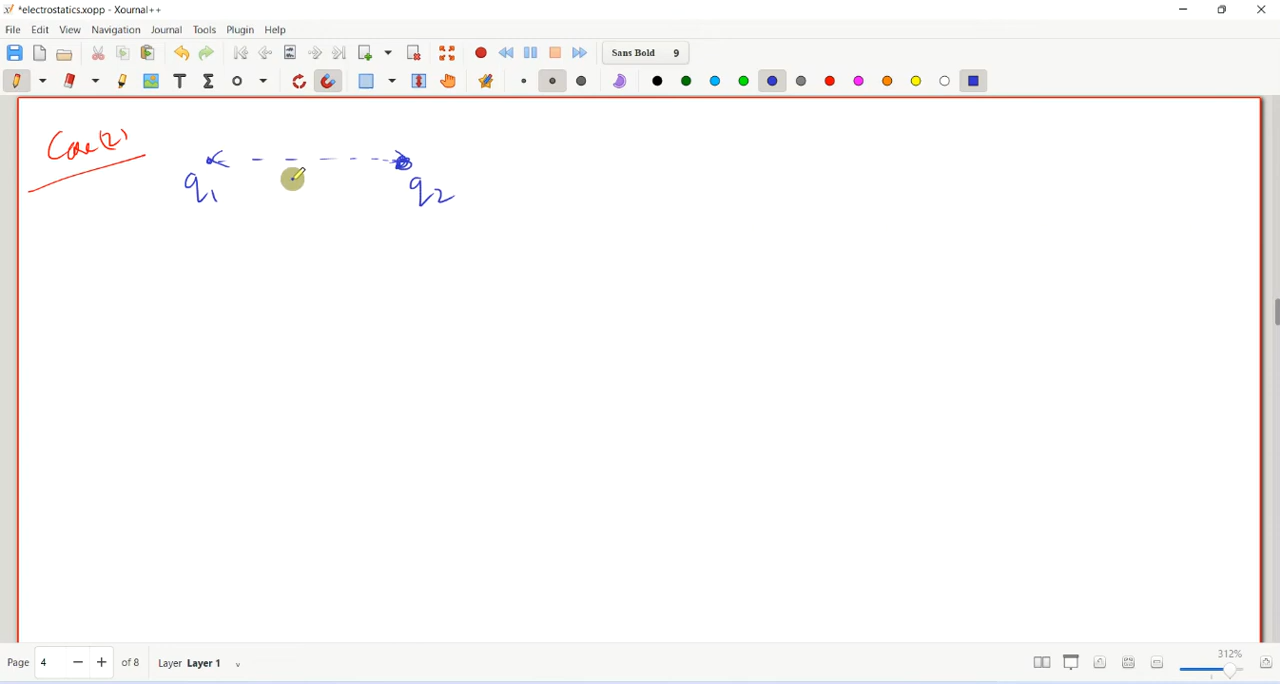 *electrostatics.xopp - Xournal++
File Edit View Navigation Journal Tools Plugin Help
Sans Bold 9
Case (2)
q1 q2
Page 4 of 8 Layer Layer 1 312%